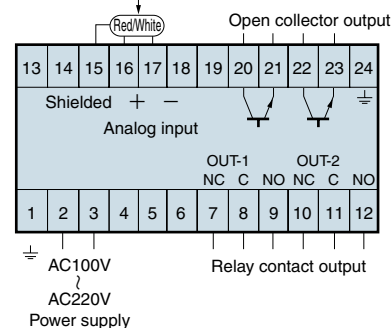 Red/White
Open collector output
13 14 15 16 17 18 19 20 21 22 23 24
Shielded + −
Analog input
OUT-1 OUT-2
NC C NO NC C NO
1 2 3 4 5 6 7 8 9 10 11 12
AC100V
~
AC220V
Power supply
Relay contact output